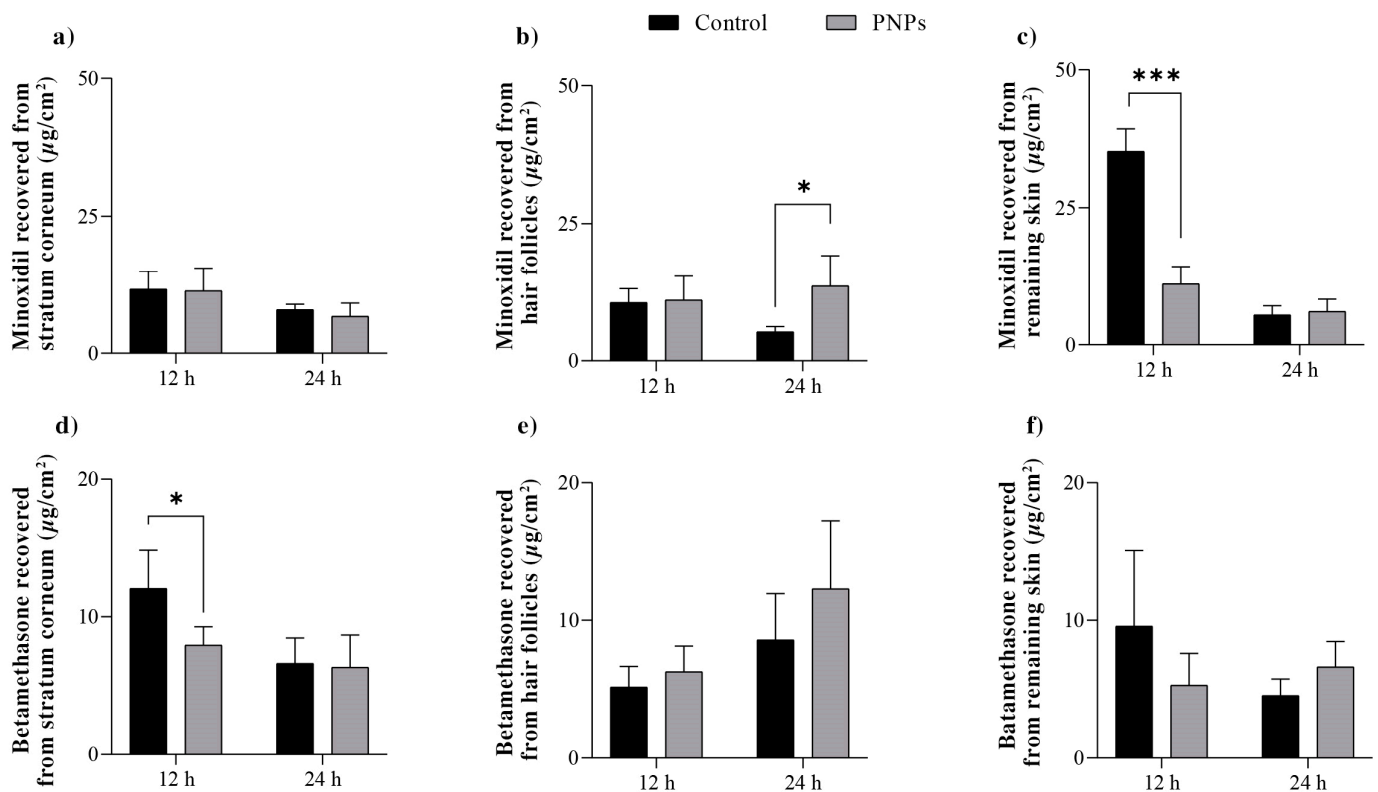 Control PNPs
a)
Minoxidil recovered from
stratum corneum (µg/cm²)
50
25
0
12 h 24 h
b)
Minoxidil recovered from
hair follicles (µg/cm²)
50
25
0
*
12 h 24 h
c)
Minoxidil recovered from
remaining skin (µg/cm²)
50
25
0
***
12 h 24 h
d)
Betamethasone recovered
from stratum corneum (µg/cm²)
20
10
0
*
12 h 24 h
e)
Betamethasone recovered
from hair follicles (µg/cm²)
20
10
0
12 h 24 h
f)
Batamethasone recovered
from remaining skin (µg/cm²)
20
10
0
12 h 24 h